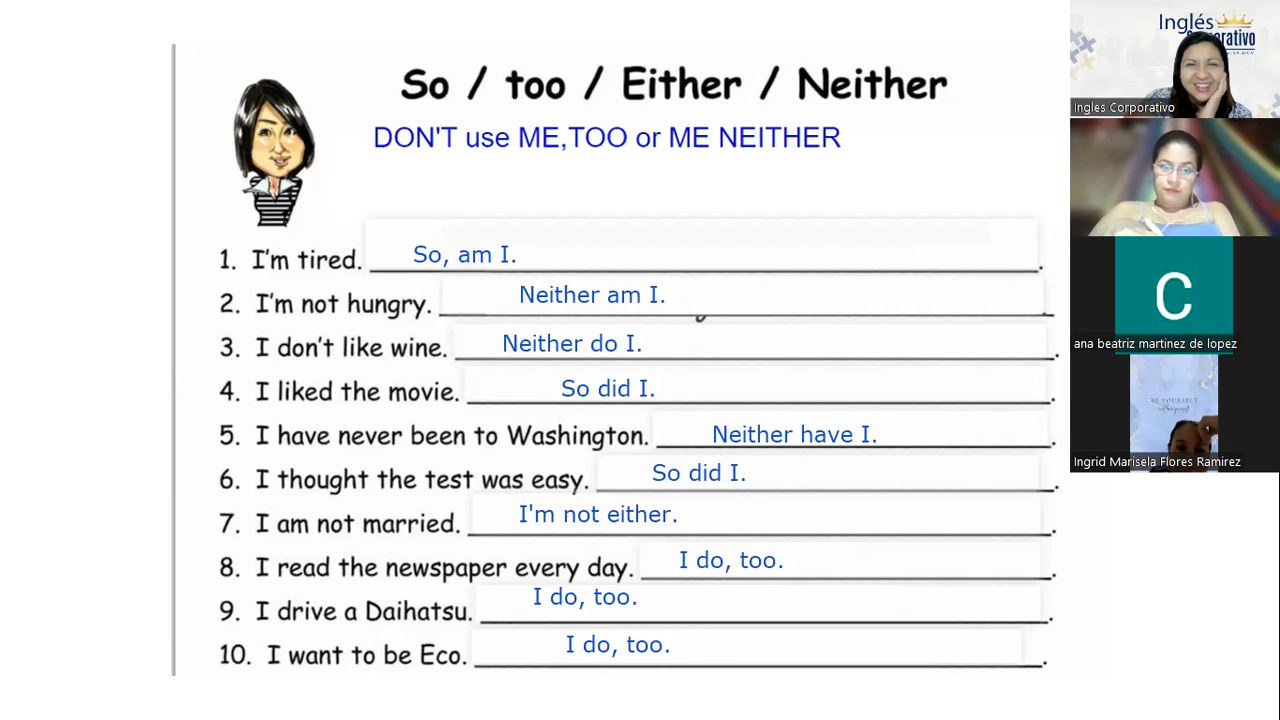 So / too / Either / Neither
DON'T use ME,TOO or ME NEITHER
1. I'm tired. So, am I.
2. I'm not hungry. Neither am I.
3. I don't like wine. Neither do I.
4. I liked the movie. So did I.
5. I have never been to Washington. Neither have I.
6. I thought the test was easy. So did I.
7. I am not married. I'm not either.
8. I read the newspaper every day. I do, too.
9. I drive a Daihatsu. I do, too.
10. I want to be Eco. I do, too.
Inglés
Ingles Corporativo
C
ana beatriz martinez de lopez
BE YOURSELF
Ingrid Marisela Flores Ramirez